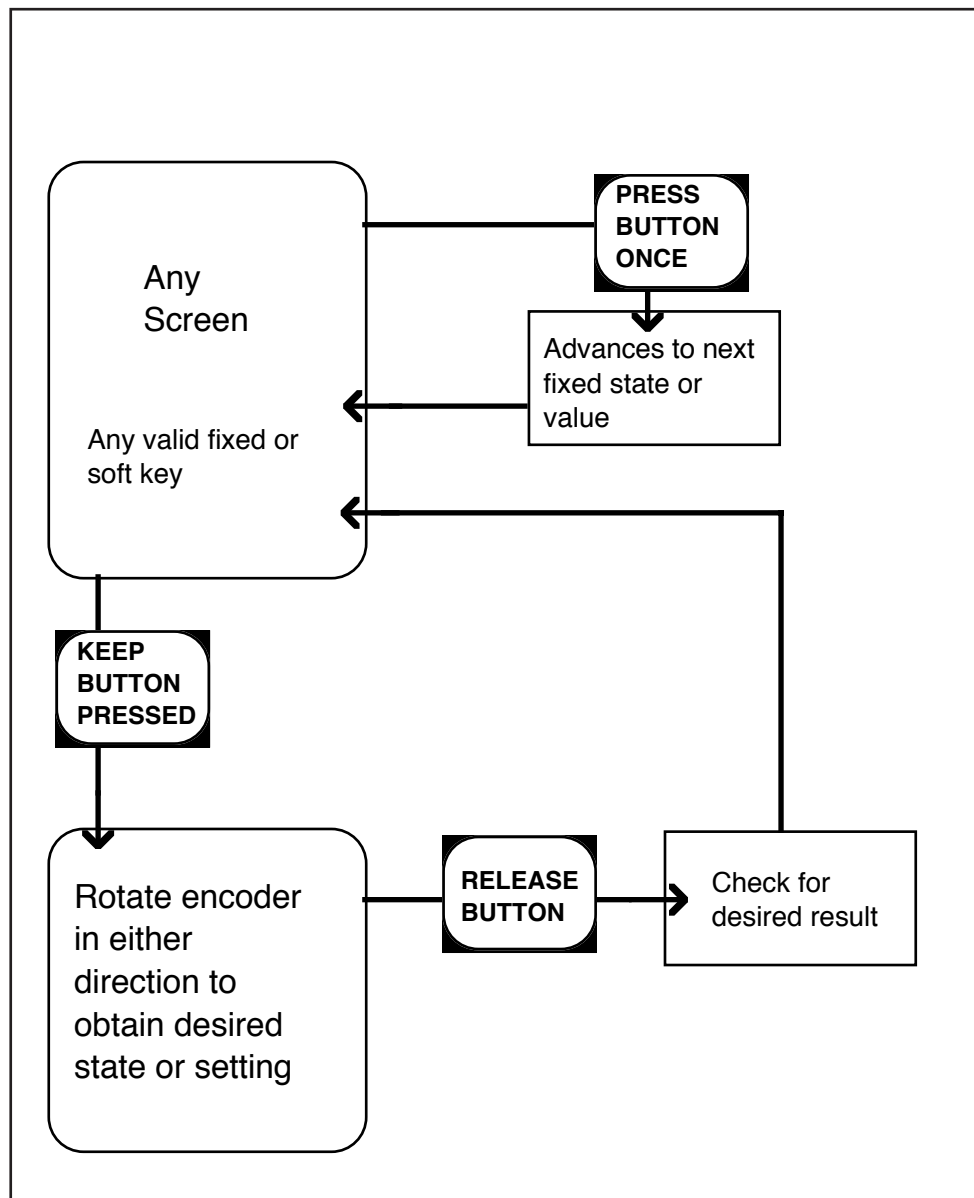 Any
Screen
Any valid fixed or
soft key
PRESS
BUTTON
ONCE
Advances to next
fixed state or
value
KEEP
BUTTON
PRESSED
Rotate encoder
in either
direction to
obtain desired
state or setting
RELEASE
BUTTON
Check for
desired result